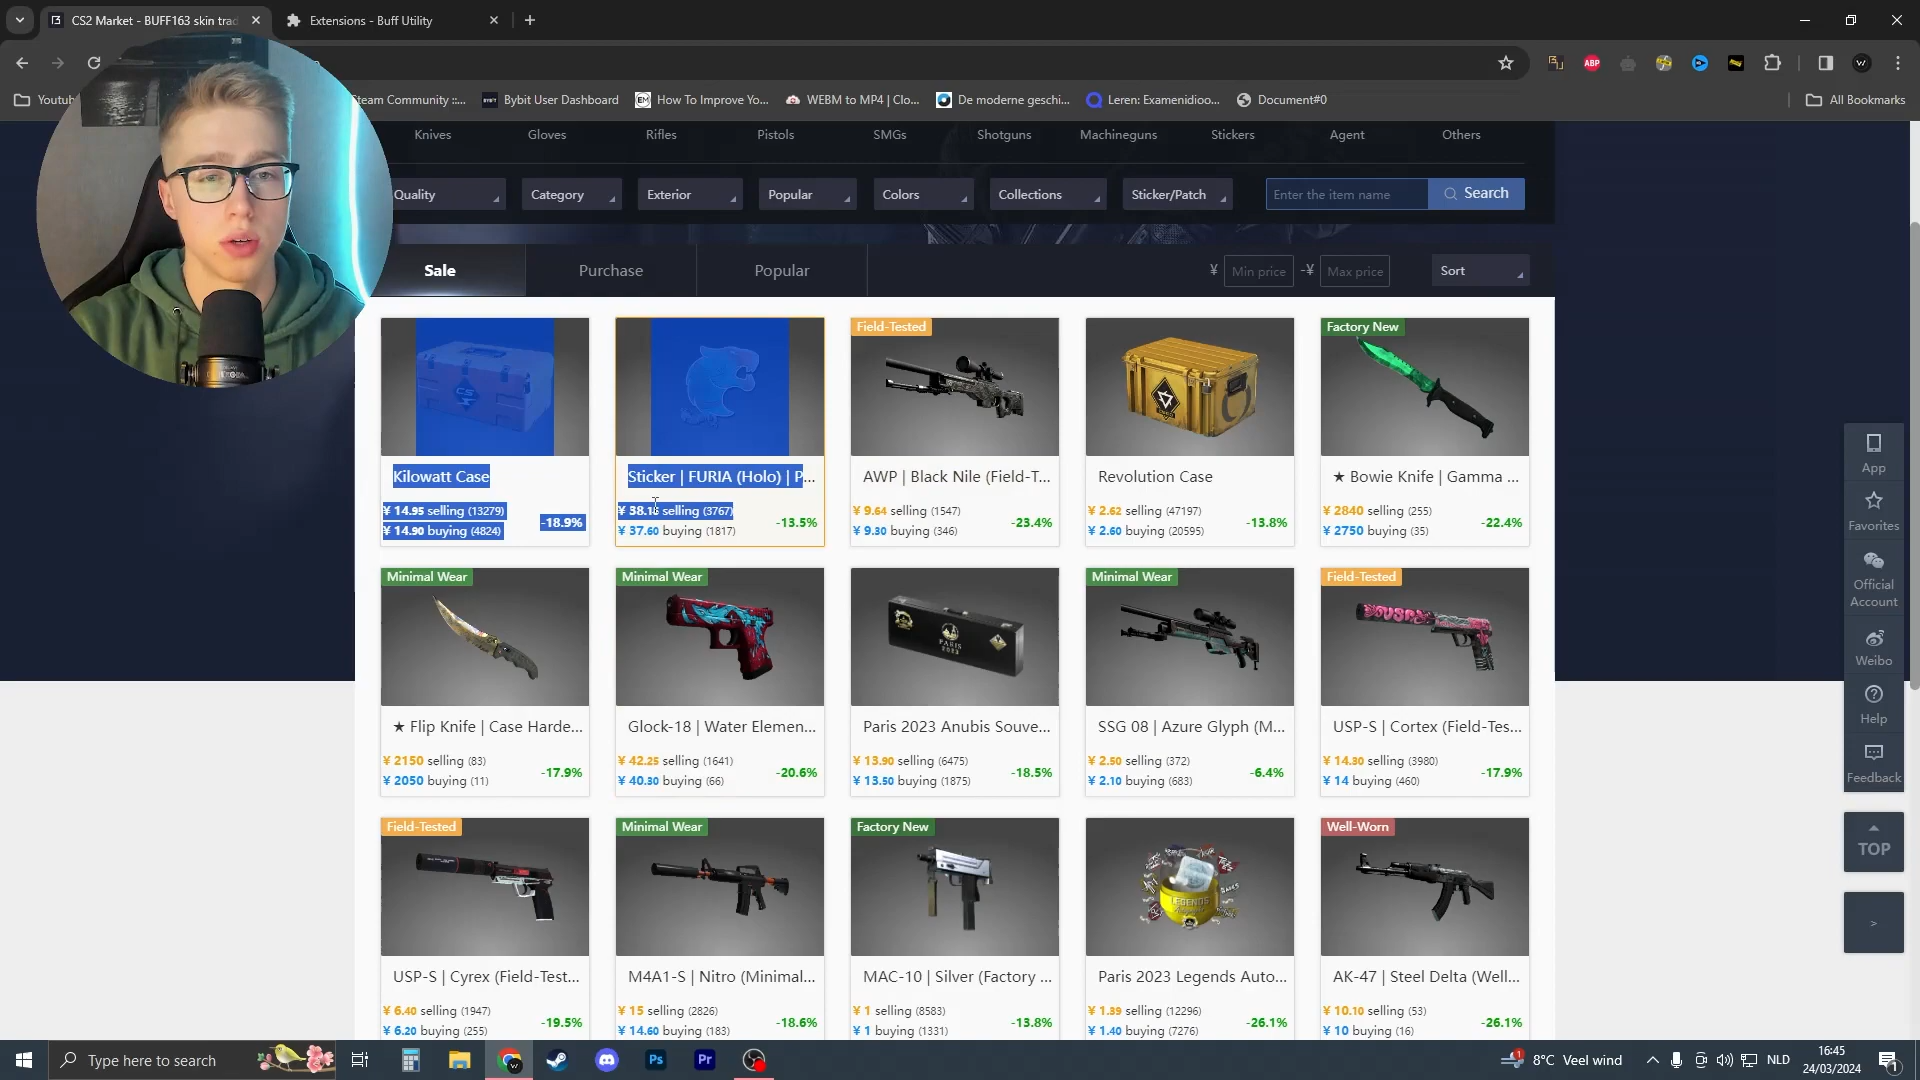 CS2 Market - BUFF163 skin trad
Extensions - Buff Utility
ABP
W
Youtub
team Community ::...
BYBIT
Bybit User Dashboard
EM
How To Improve Yo...
WEBM to MP4 | Clo...
De moderne geschi...
Leren: Examenidioo...
Document#0
All Bookmarks
Knives
Gloves
Rifles
Pistols
SMGs
Shotguns
Machineguns
Stickers
Agent
Others
Quality
Category
Exterior
Popular
Colors
Collections
Sticker/Patch
Enter the item name
Search
Sale
Purchase
Popular
¥ Min price -¥ Max price
Sort
Field-Tested
Factory New
Kilowatt Case
Sticker | FURIA (Holo) | P...
AWP | Black Nile (Field-T...
Revolution Case
★ Bowie Knife | Gamma ...
¥ 14.95 selling (13279)
¥ 14.90 buying (4824)
-18.9%
¥ 38.18 selling (3767)
¥ 37.60 buying (1817)
-13.5%
¥ 9.64 selling (1547)
¥ 9.30 buying (346)
-23.4%
¥ 2.62 selling (47197)
¥ 2.60 buying (20595)
-13.8%
¥ 2840 selling (255)
¥ 2750 buying (35)
-22.4%
Minimal Wear
Minimal Wear
PARIS
2023
Minimal Wear
Field-Tested
★ Flip Knife | Case Harde...
Glock-18 | Water Elemen...
Paris 2023 Anubis Souve...
SSG 08 | Azure Glyph (M...
USP-S | Cortex (Field-Tes...
¥ 2150 selling (83)
¥ 2050 buying (11)
-17.9%
¥ 42.25 selling (1641)
¥ 40.30 buying (66)
-20.6%
¥ 13.90 selling (6475)
¥ 13.50 buying (1875)
-18.5%
¥ 2.50 selling (372)
¥ 2.10 buying (683)
-6.4%
¥ 14.30 selling (3980)
¥ 14 buying (460)
-17.9%
Field-Tested
Minimal Wear
Factory New
LEGENDS
Well-Worn
USP-S | Cyrex (Field-Test...
M4A1-S | Nitro (Minimal...
MAC-10 | Silver (Factory ...
Paris 2023 Legends Auto...
AK-47 | Steel Delta (Well...
¥ 6.40 selling (1947)
¥ 6.20 buying (255)
-19.5%
¥ 15 selling (2826)
¥ 14.60 buying (183)
-18.6%
¥ 1 selling (8583)
¥ 1 buying (1331)
-13.8%
¥ 1.39 selling (12296)
¥ 1.40 buying (7276)
-26.1%
¥ 10.10 selling (53)
¥ 10 buying (16)
-26.1%
App
Favorites
Official
Account
Weibo
Help
Feedback
TOP
>
Type here to search
Ps
Pr
1
8°C Veel wind
NLD
16:45
24/03/2024
1